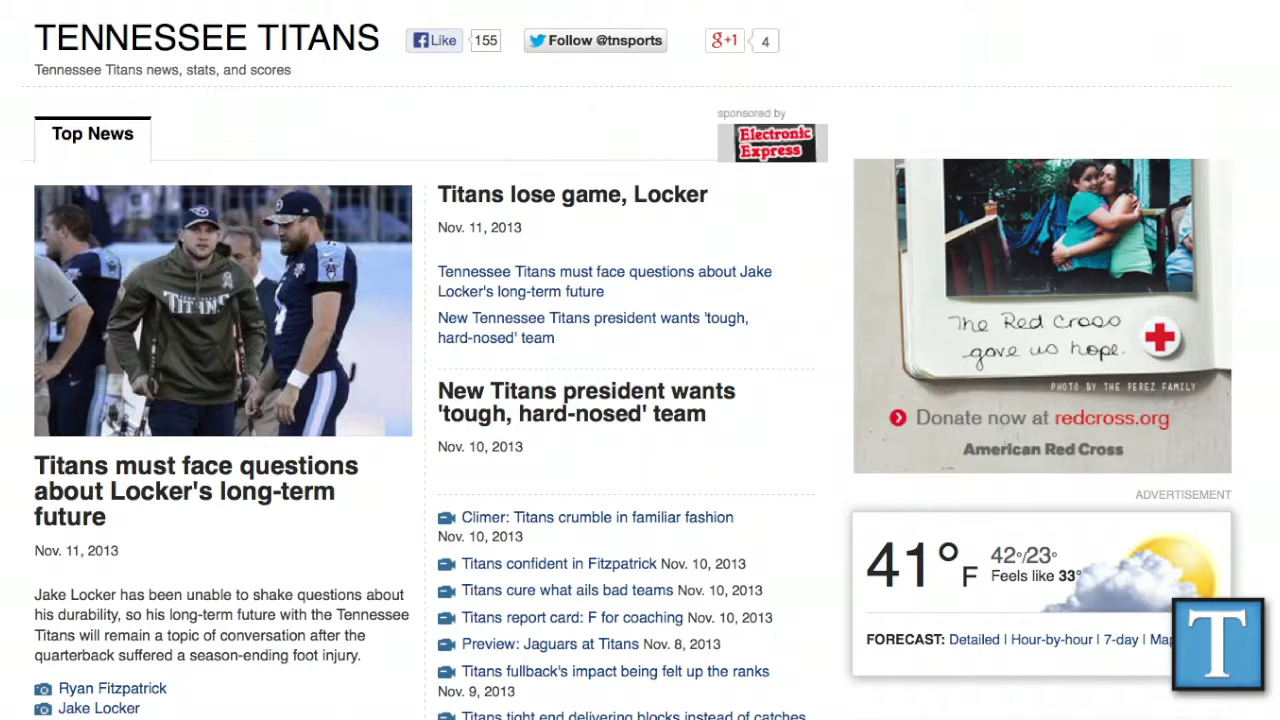 TENNESSEE TITANS
Like 155
Follow @tnsports
g+1 4
Tennessee Titans news, stats, and scores
Top News
sponsored by
Electronic
Express
TITANS
Titans must face questions
about Locker's long-term
future
Nov. 11, 2013
Jake Locker has been unable to shake questions about
his durability, so his long-term future with the Tennessee
Titans will remain a topic of conversation after the
quarterback suffered a season-ending foot injury.
Ryan Fitzpatrick
Jake Locker
Titans lose game, Locker
Nov. 11, 2013
Tennessee Titans must face questions about Jake
Locker's long-term future
New Tennessee Titans president wants 'tough,
hard-nosed' team
New Titans president wants
'tough, hard-nosed' team
Nov. 10, 2013
Climer: Titans crumble in familiar fashion
Nov. 10, 2013
Titans confident in Fitzpatrick Nov. 10, 2013
Titans cure what ails bad teams Nov. 10, 2013
Titans report card: F for coaching Nov. 10, 2013
Preview: Jaguars at Titans Nov. 8, 2013
Titans fullback's impact being felt up the ranks
Nov. 9, 2013
Titans tight end delivering blocks instead of catches
The Red Cross
gave us hope.
PHOTO BY THE PEREZ FAMILY
Donate now at redcross.org
American Red Cross
ADVERTISEMENT
41°F
42°/23°
Feels like 33°
FORECAST: Detailed | Hour-by-hour | 7-day | Map
T